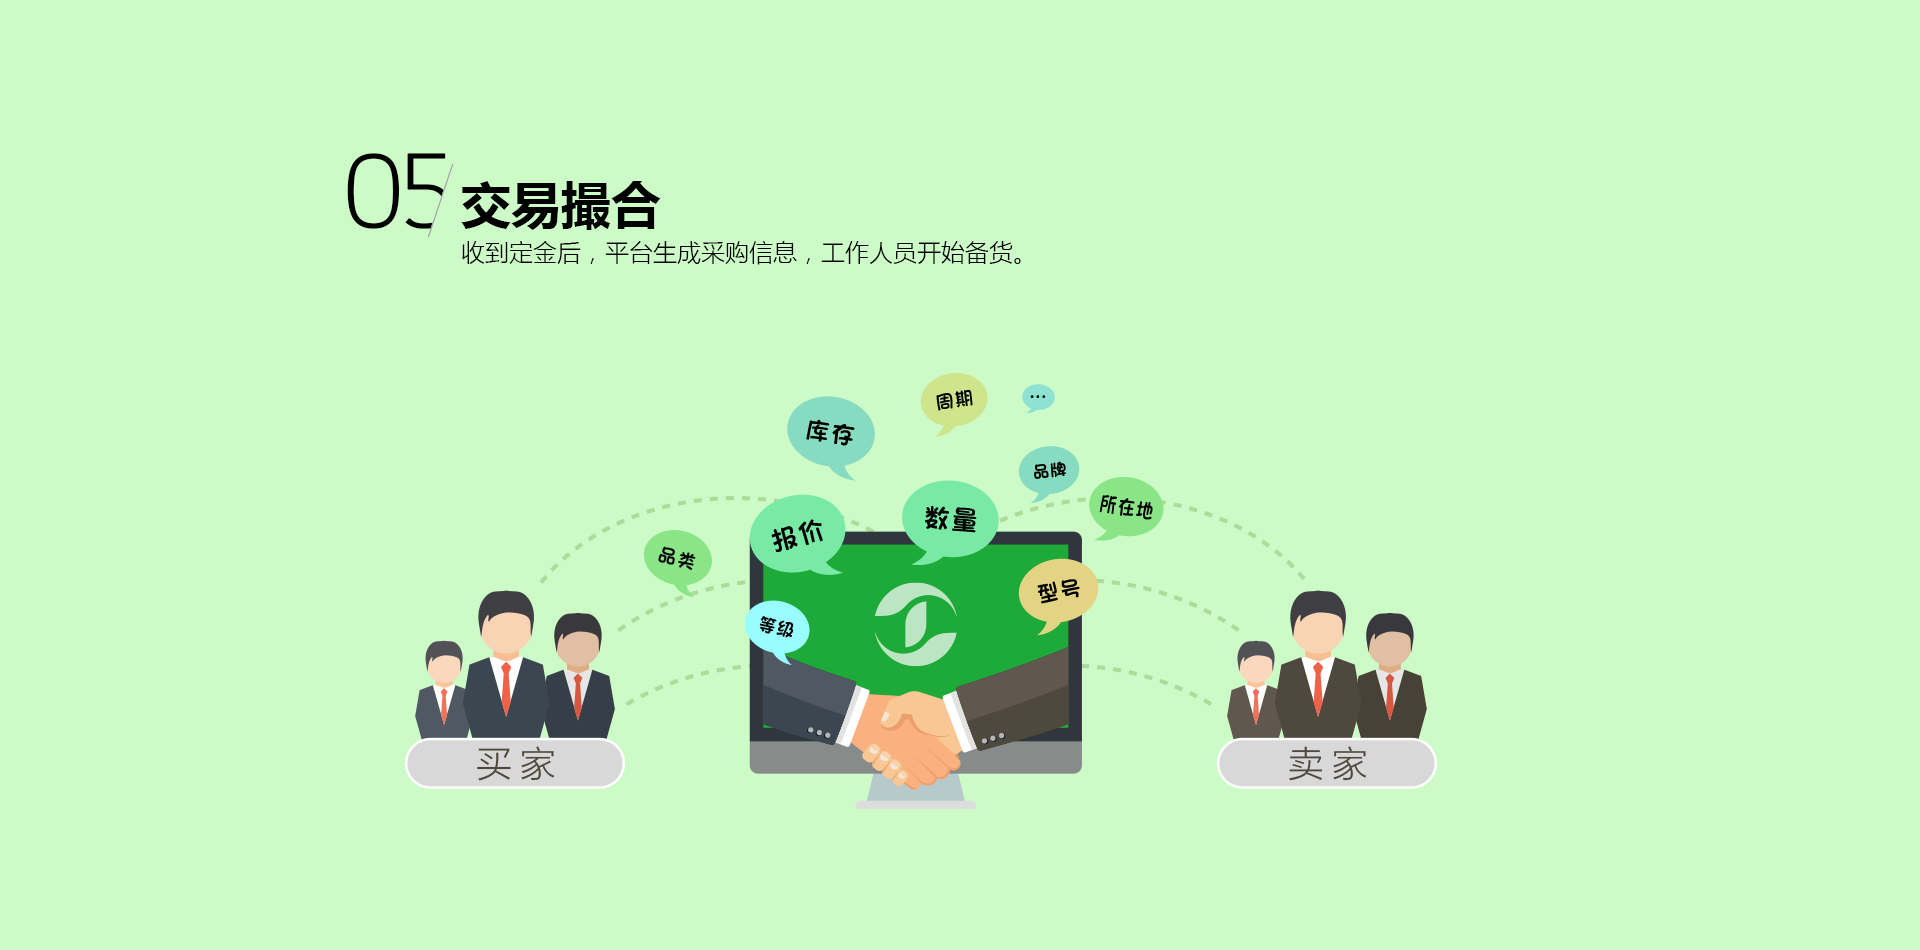 05
交易撮合
收到定金后，平台生成采购信息，工作人员开始备货。
周期
...
库存
品牌
所在地
数量
报价
品类
型号
等级
买家
卖家